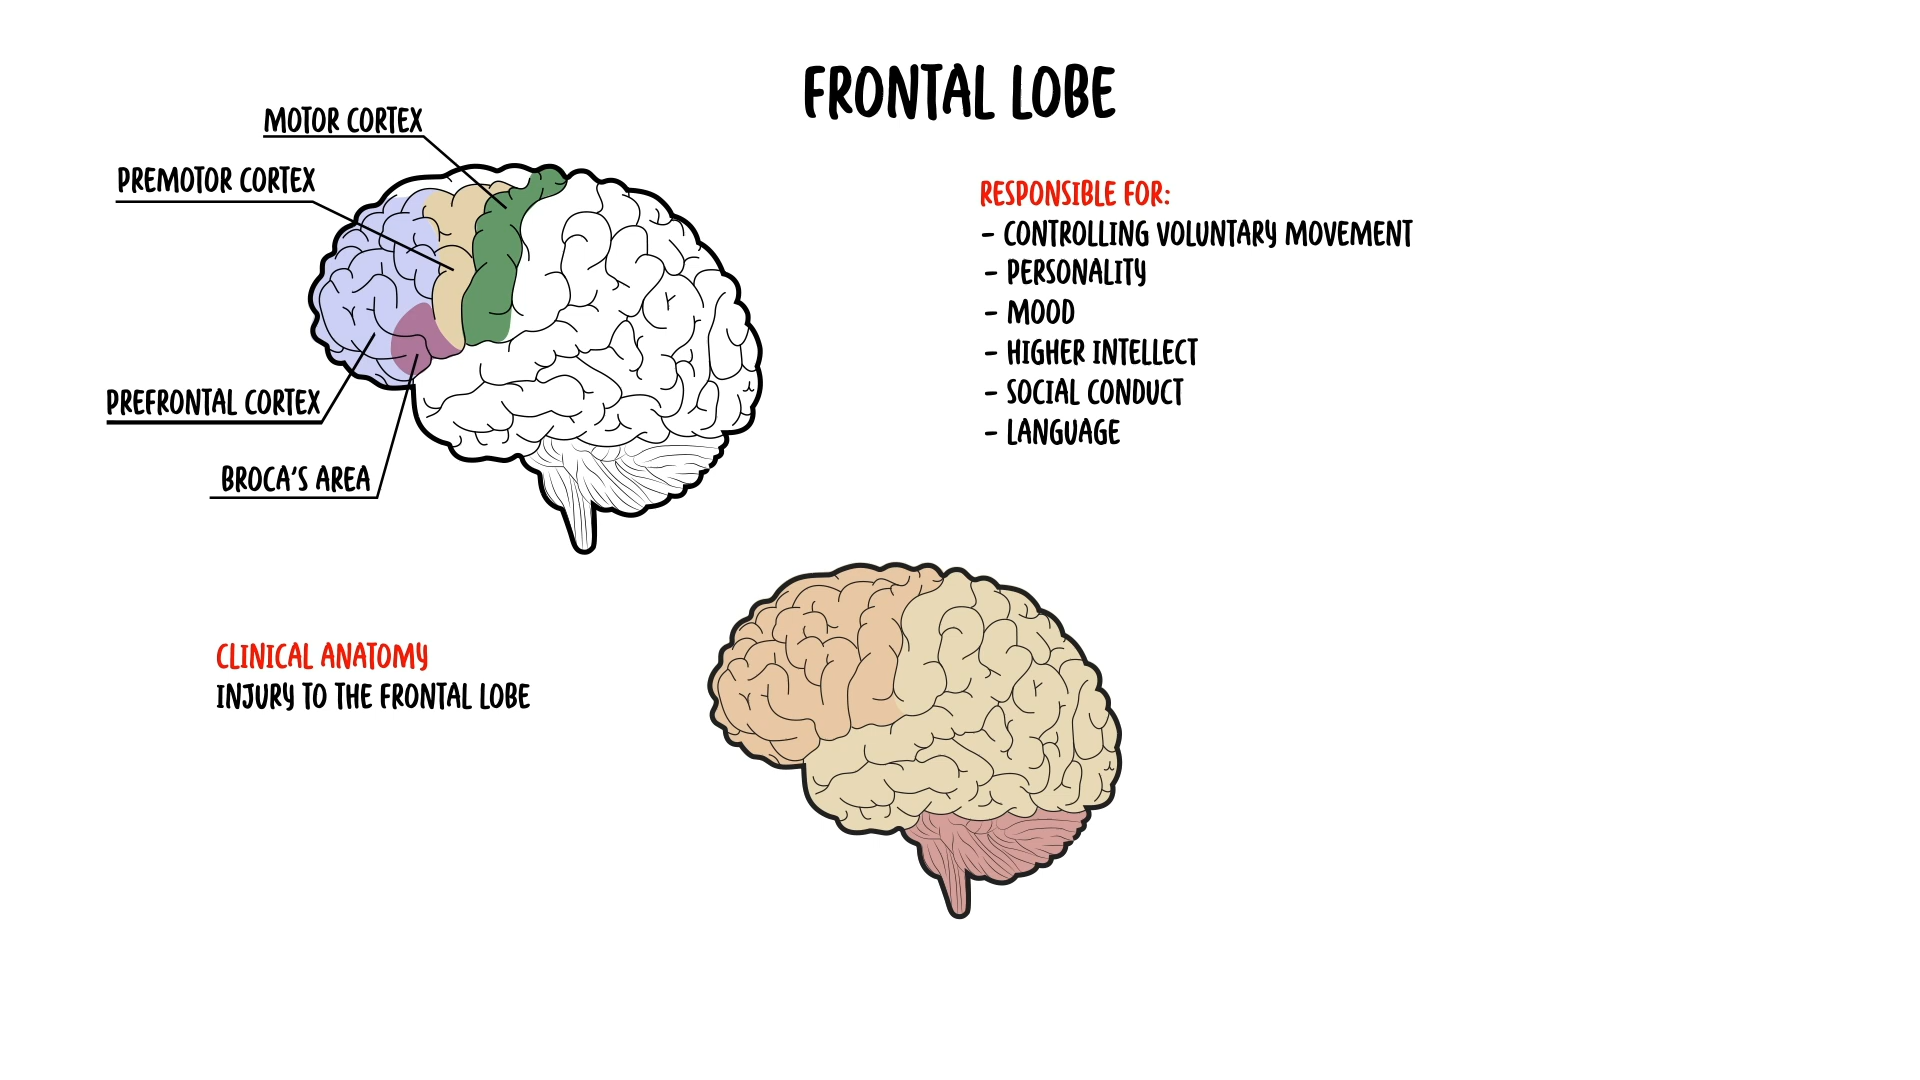 FRONTAL LOBE
MOTOR CORTEX
PREMOTOR CORTEX
PREFRONTAL CORTEX
BROCA'S AREA
RESPONSIBLE FOR:
- CONTROLLING VOLUNTARY MOVEMENT
- PERSONALITY
- MOOD
- HIGHER INTELLECT
- SOCIAL CONDUCT
- LANGUAGE
CLINICAL ANATOMY
INJURY TO THE FRONTAL LOBE